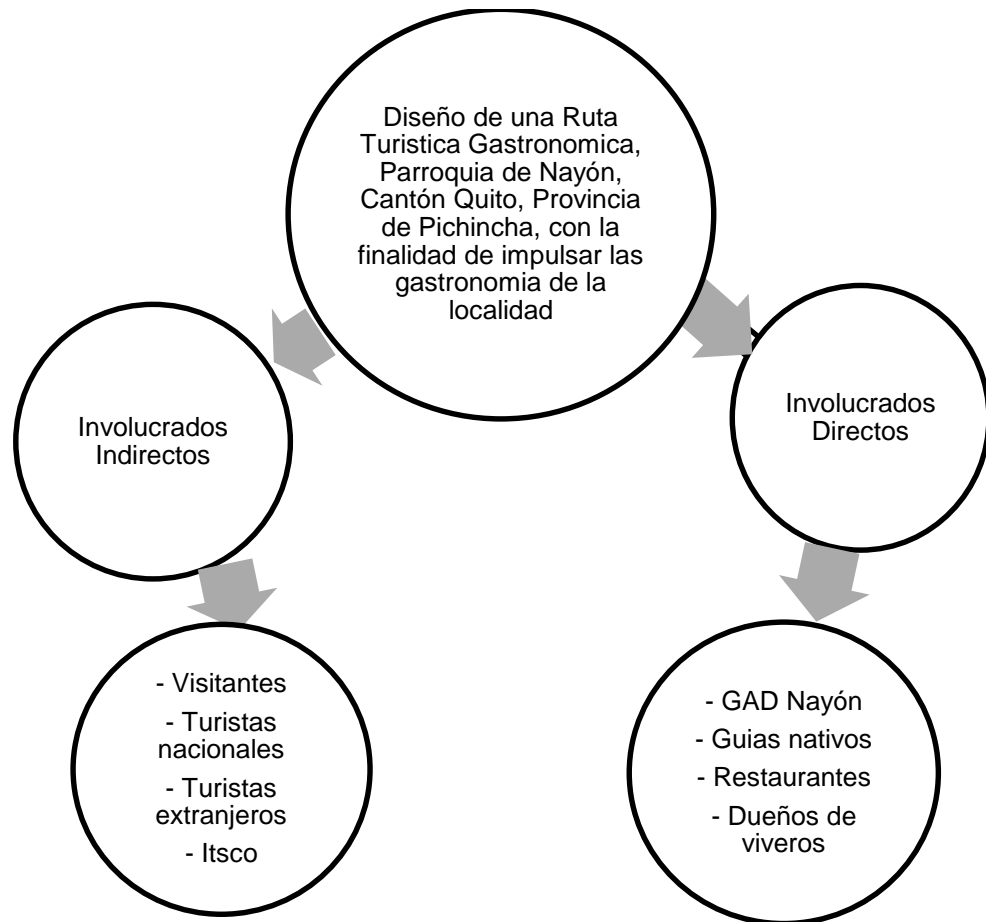 Diseño de una Ruta
Turistica Gastronomica,
Parroquia de Nayón,
Cantón Quito, Provincia
de Pichincha, con la
finalidad de impulsar las
gastronomia de la
localidad
Involucrados
Indirectos
Involucrados
Directos
- Visitantes
- Turistas
nacionales
- Turistas
extranjeros
- Itsco
- GAD Nayón
- Guias nativos
- Restaurantes
- Dueños de
viveros